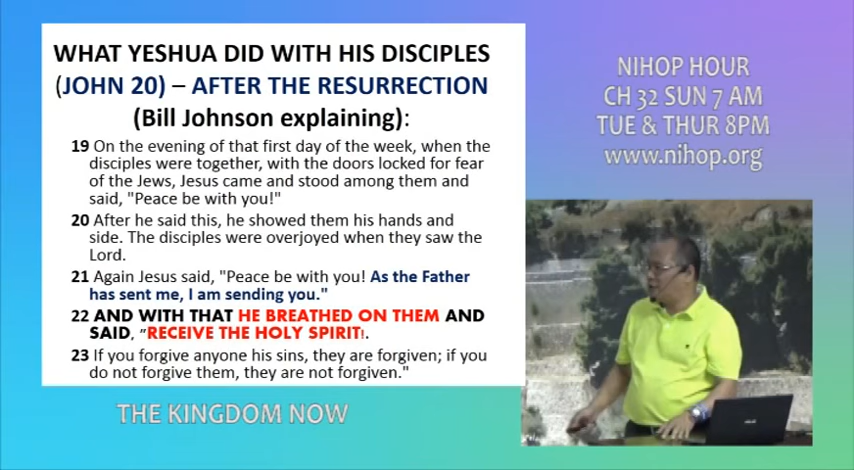 WHAT YESHUA DID WITH HIS DISCIPLES
(JOHN 20) – AFTER THE RESURRECTION
(Bill Johnson explaining):
19 On the evening of that first day of the week, when the
disciples were together, with the doors locked for fear
of the Jews, Jesus came and stood among them and
said, "Peace be with you!"
20 After he said this, he showed them his hands and
side. The disciples were overjoyed when they saw the
Lord.
21 Again Jesus said, "Peace be with you! As the Father
has sent me, I am sending you."
22 AND WITH THAT HE BREATHED ON THEM AND
SAID, "RECEIVE THE HOLY SPIRIT!.
23 If you forgive anyone his sins, they are forgiven; if you
do not forgive them, they are not forgiven."
NIHOP HOUR
CH 32 SUN 7 AM
TUE & THUR 8PM
www.nihop.org
THE KINGDOM NOW